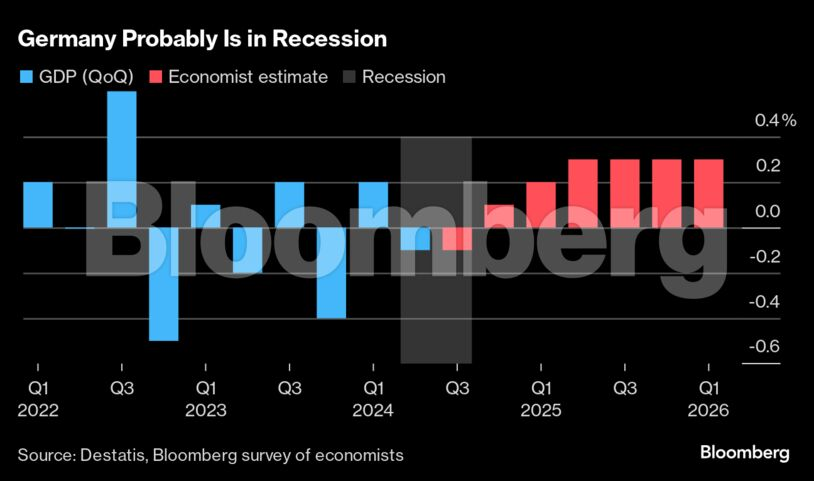 Germany Probably Is in Recession
GDP (QoQ) Economist estimate Recession
0.4%
0.2
0.0
-0.2
-0.4
-0.6
Q1 Q3 Q1 Q3 Q1 Q3 Q1 Q3 Q1
2022 2023 2024 2025 2026
Bloomberg
Source: Destatis, Bloomberg survey of economists
Bloomberg